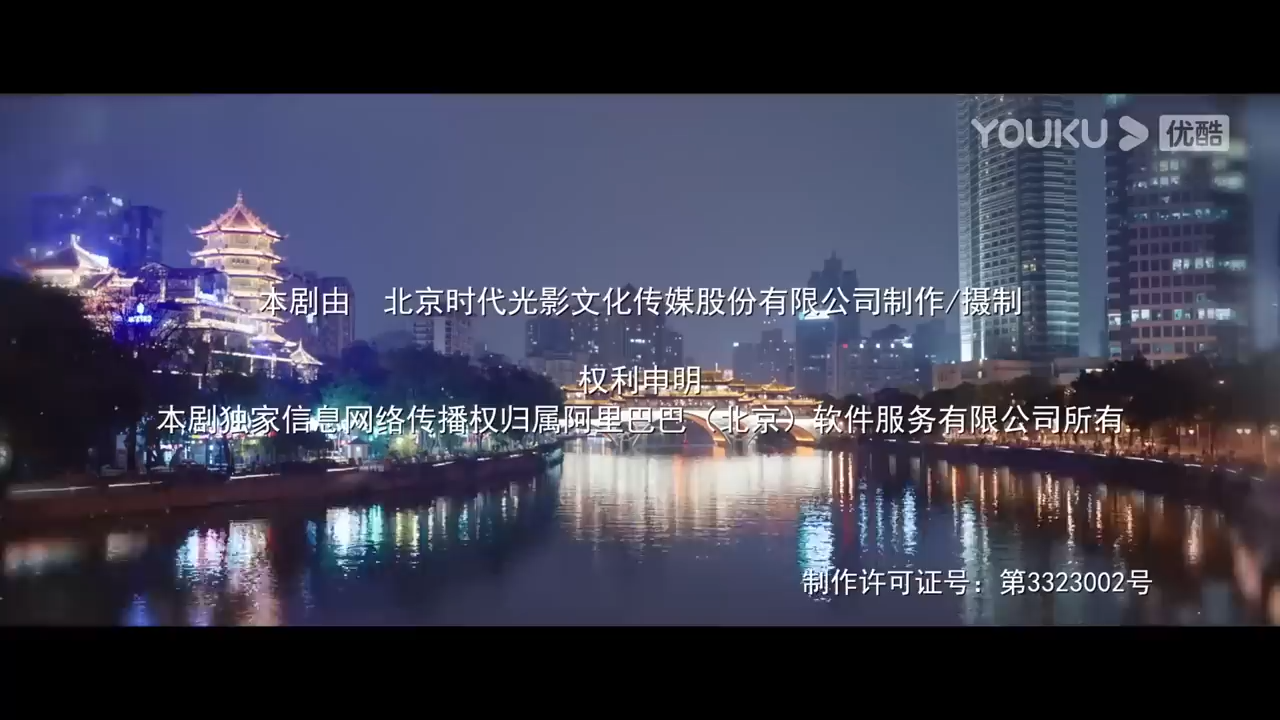 YOUKU 优酷
本剧由 北京时代光影文化传媒股份有限公司制作/摄制
权利申明
本剧独家信息网络传播权归属阿里巴巴（北京）软件服务有限公司所有.
制作许可证号：第3323002号